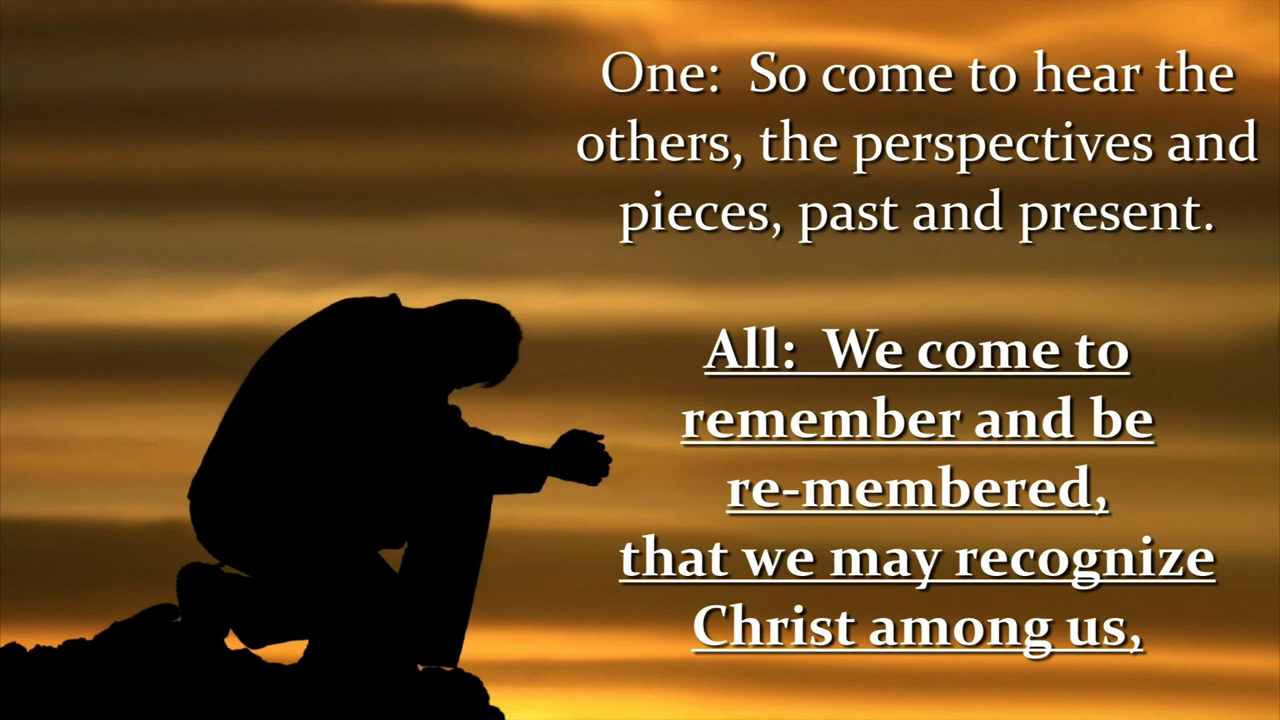 One:  So come to hear the
others, the perspectives and
pieces, past and present.
All:  We come to
remember and be
re-membered,
that we may recognize
Christ among us,